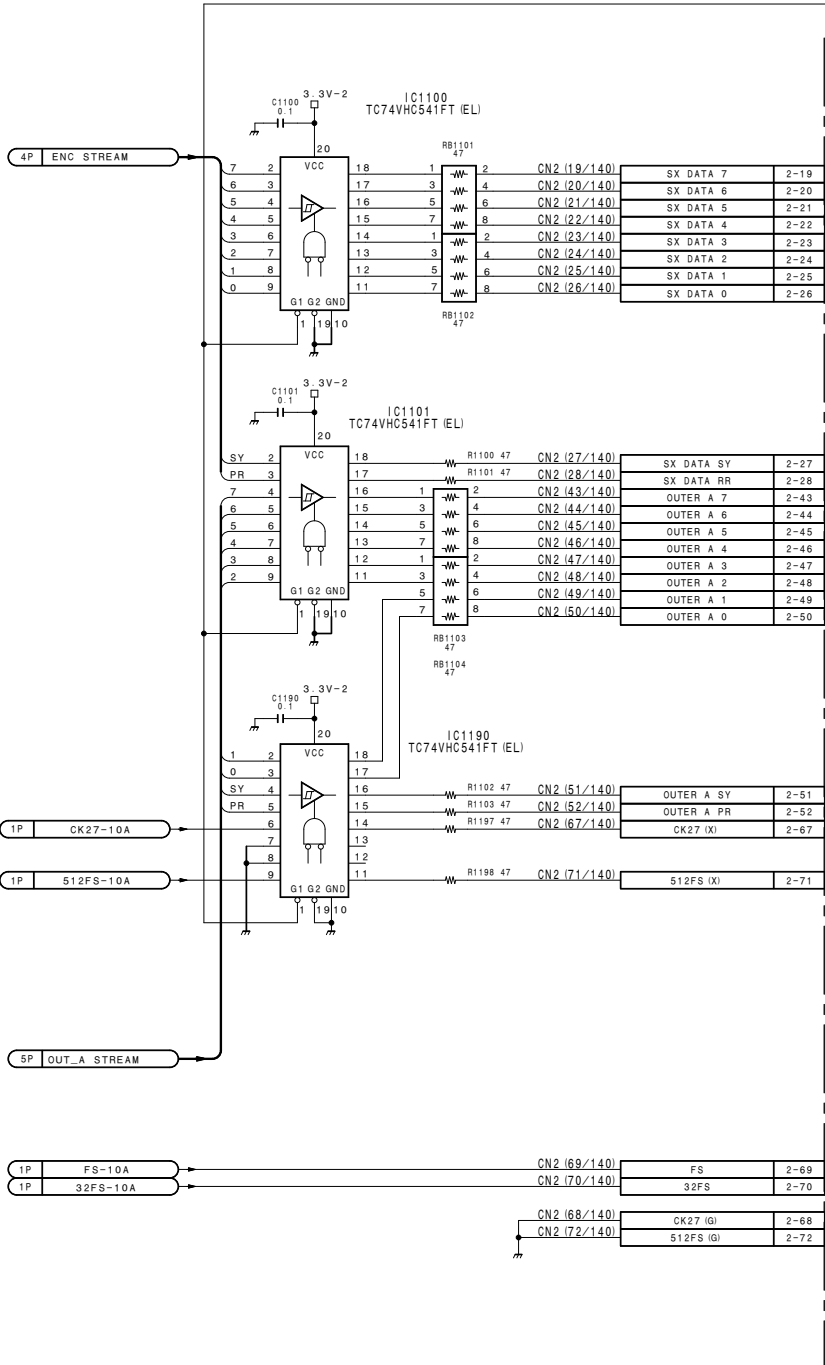 3.3V-2
C1100
0.1
IC1100
TC74VHC541FT (EL)
4P ENC STREAM
20
VCC
RB1101
47
7 2 18 1 2 CN2 (19/140) SX DATA 7 2-19
6 3 17 3 4 CN2 (20/140) SX DATA 6 2-20
5 4 16 5 6 CN2 (21/140) SX DATA 5 2-21
4 5 15 7 8 CN2 (22/140) SX DATA 4 2-22
3 6 14 1 2 CN2 (23/140) SX DATA 3 2-23
2 7 13 3 4 CN2 (24/140) SX DATA 2 2-24
1 8 12 5 6 CN2 (25/140) SX DATA 1 2-25
0 9 11 7 8 CN2 (26/140) SX DATA 0 2-26
G1 G2 GND
1 19 10
RB1102
47
3.3V-2
C1101
0.1
IC1101
TC74VHC541FT (EL)
20
VCC
SY 2 18 R1100 47 CN2 (27/140) SX DATA SY 2-27
PR 3 17 R1101 47 CN2 (28/140) SX DATA RR 2-28
7 4 16 1 2 CN2 (43/140) OUTER A 7 2-43
6 5 15 3 4 CN2 (44/140) OUTER A 6 2-44
5 6 14 5 6 CN2 (45/140) OUTER A 5 2-45
4 7 13 7 8 CN2 (46/140) OUTER A 4 2-46
3 8 12 1 2 CN2 (47/140) OUTER A 3 2-47
2 9 11 3 4 CN2 (48/140) OUTER A 2 2-48
5 6 CN2 (49/140) OUTER A 1 2-49
7 8 CN2 (50/140) OUTER A 0 2-50
G1 G2 GND
1 19 10
RB1103
47
RB1104
47
3.3V-2
C1190
0.1
IC1190
TC74VHC541FT (EL)
20
VCC
1 2 18
0 3 17
SY 4 16 R1102 47 CN2 (51/140) OUTER A SY 2-51
PR 5 15 R1103 47 CN2 (52/140) OUTER A PR 2-52
1P CK27-10A 6 14 R1197 47 CN2 (67/140) CK27 (X) 2-67
7 13
8 12
1P 512FS-10A 9 11 R1198 47 CN2 (71/140) 512FS (X) 2-71
G1 G2 GND
1 19 10
5P OUT_A STREAM
1P FS-10A CN2 (69/140) FS 2-69
1P 32FS-10A CN2 (70/140) 32FS 2-70
CN2 (68/140) CK27 (G) 2-68
CN2 (72/140) 512FS (G) 2-72